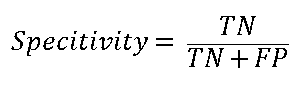 Specitivity = TN / (TN + FP)